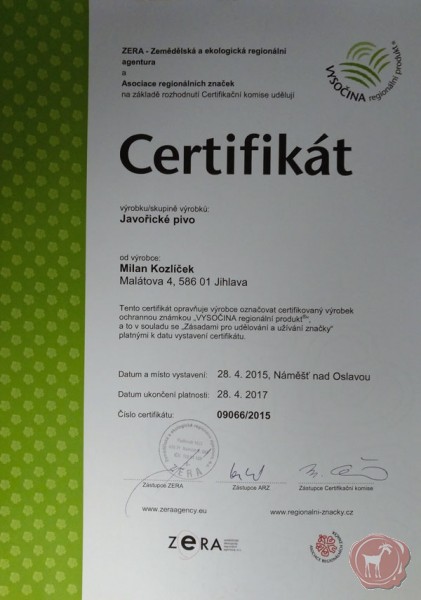 ZERA - Zemědělská a ekologická regionální
agentura
a
Asociace regionálních značek
na základě rozhodnutí Certifikační komise udělují
VYSOČINA regionální produkt®
Certifikát
výrobku/skupině výrobků:
Javořické pivo
od výrobce:
Milan Kozlíček
Malátova 4, 586 01 Jihlava
Tento certifikát opravňuje výrobce označovat certifikovaný výrobek
ochrannou známkou „VYSOČINA regionální produkt®",
a to v souladu se „Zásadami pro udělování a užívání značky"
platnými k datu vystavení certifikátu.
Datum a místo vystavení: 28. 4. 2015, Náměšť nad Oslavou
Datum ukončení platnosti: 28. 4. 2017
Číslo certifikátu: 09066/2015
ZERA
Zástupce ZERA Zástupce ARZ Zástupce Certifikační komise
www.zeraagency.eu www.regionalni-znacky.cz
ZERA